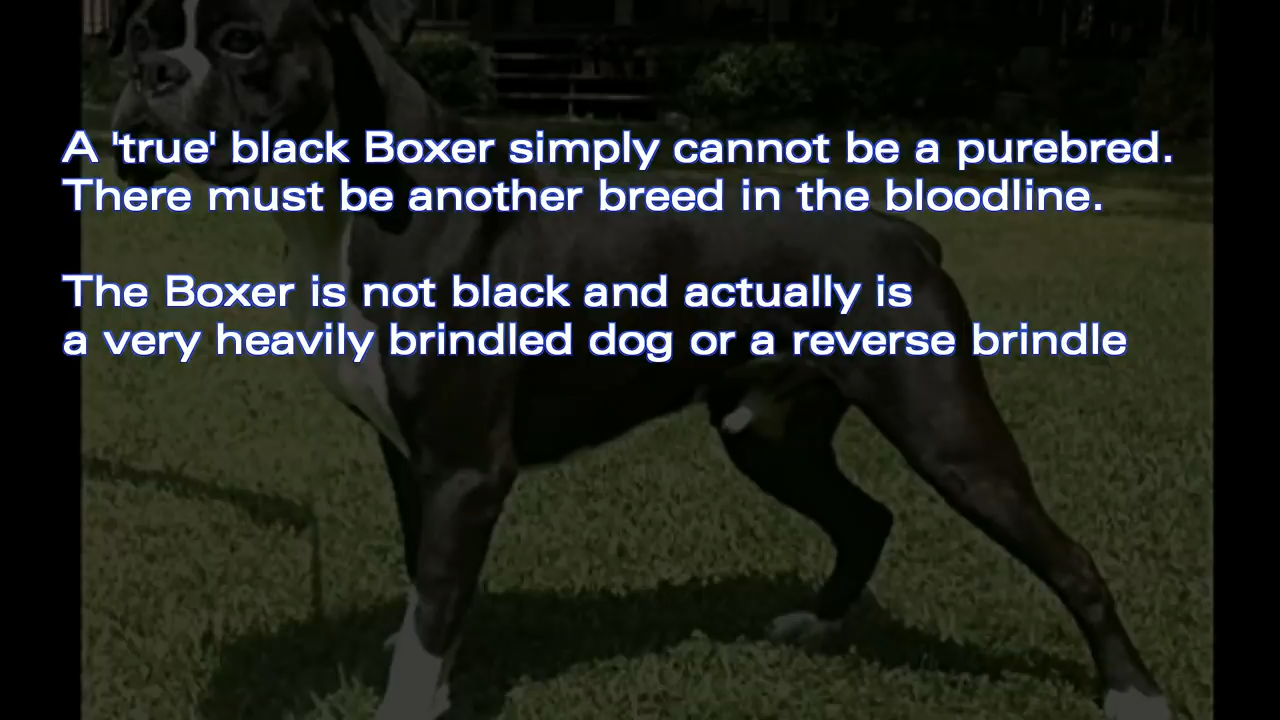 A 'true' black Boxer simply cannot be a purebred.
There must be another breed in the bloodline.
The Boxer is not black and actually is
a very heavily brindled dog or a reverse brindle